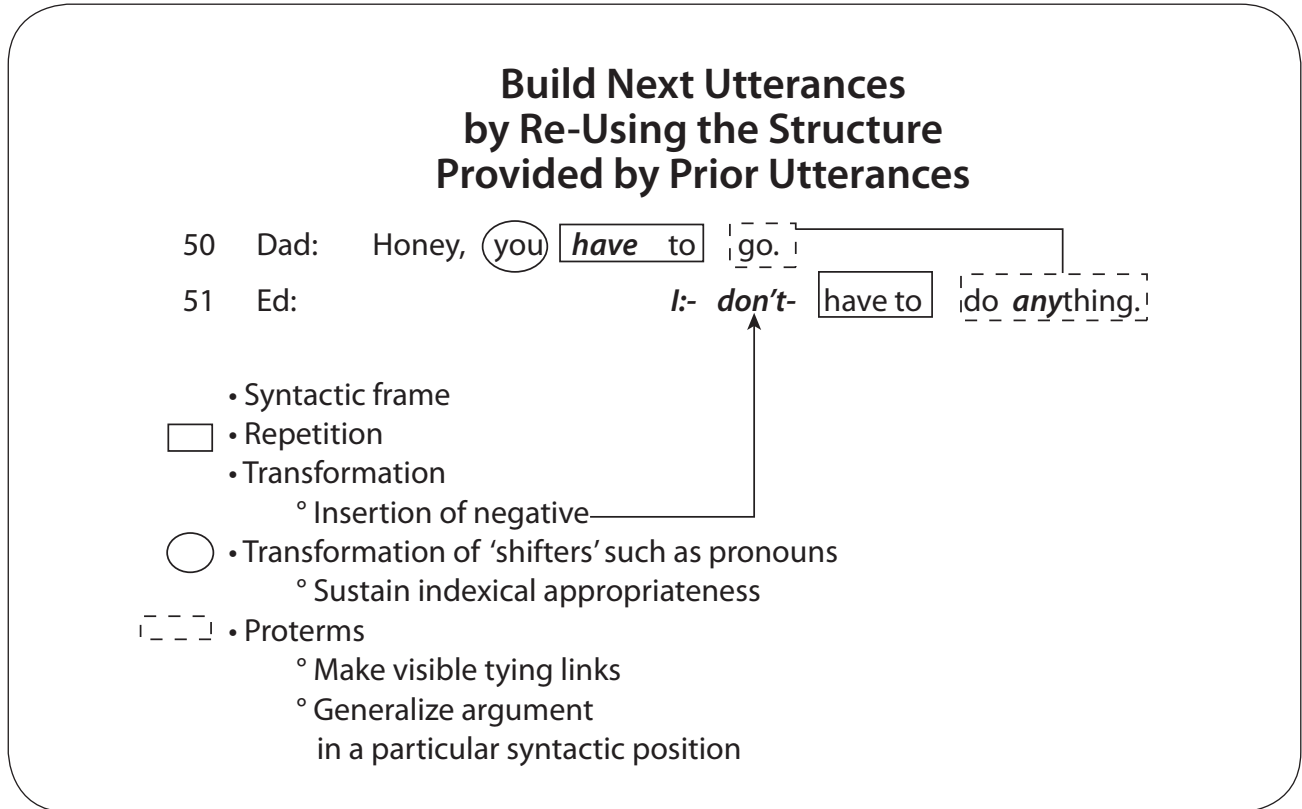 Build Next Utterances
by Re-Using the Structure
Provided by Prior Utterances
50 Dad: Honey, you have to go.
51 Ed: I:- don't- have to do anything.
• Syntactic frame
• Repetition
• Transformation
° Insertion of negative
• Transformation of ‘shifters’ such as pronouns
° Sustain indexical appropriateness
• Proterms
° Make visible tying links
° Generalize argument
in a particular syntactic position